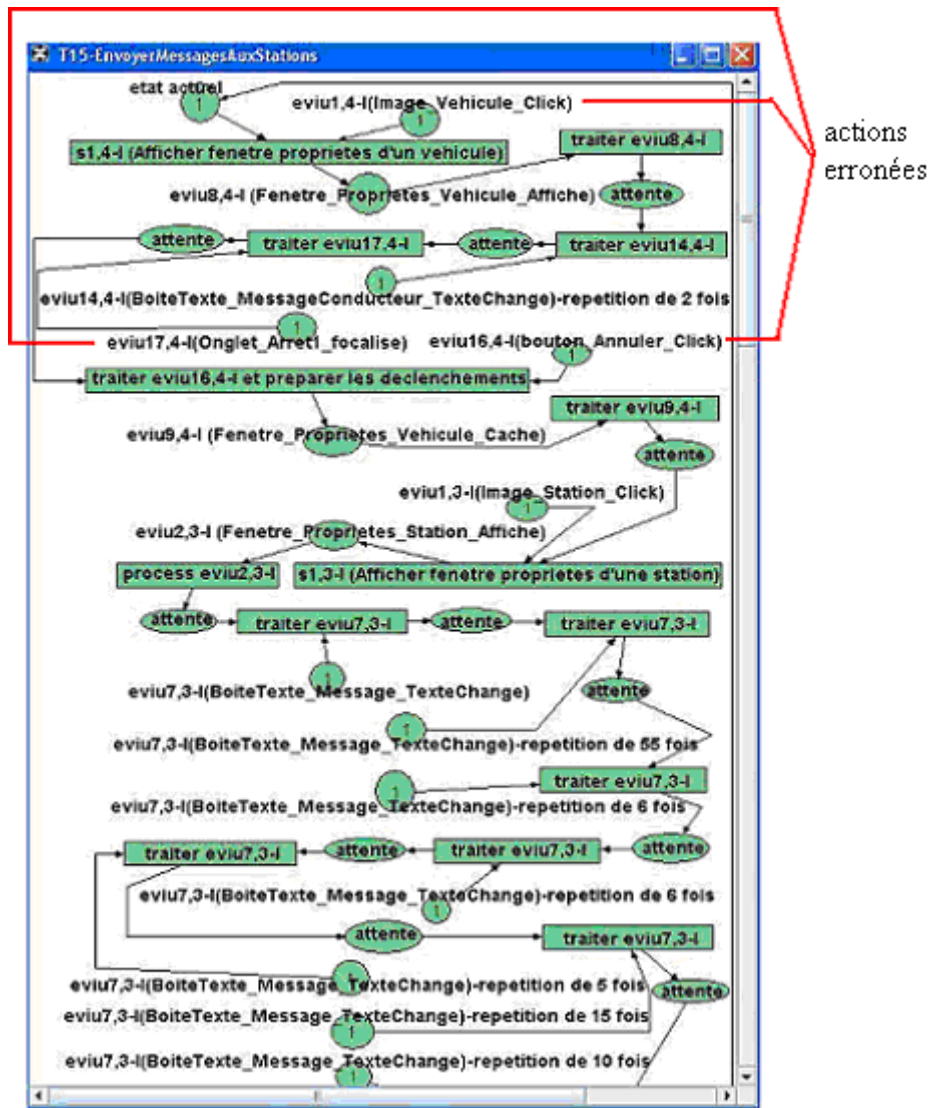 T15-EnvoyerMessagesAuxStations
etat actuel
1
eviu1,4-I(Image_Vehicule_Click)
1
actions
erronées
traiter eviu8,4-I
s1,4-I (Afficher fenetre proprietes d'un vehicule)
eviu8,4-I (Fenetre_Proprietes_Vehicule_Affiche)
attente
attente
traiter eviu17,4-I
attente
traiter eviu14,4-I
1
eviu14,4-I(BoiteTexte_MessageConducteur_TexteChange)-repetition de 2 fois
1
eviu17,4-I(Onglet_Arret1_focalise)
eviu16,4-I(bouton_Annuler_Click)
1
traiter eviu16,4-I et preparer les declenchements
traiter eviu9,4-I
eviu9,4-I (Fenetre_Proprietes_Vehicule_Cache)
attente
eviu1,3-I(Image_Station_Click)
1
eviu2,3-I (Fenetre_Proprietes_Station_Affiche)
process eviu2,3-I
s1,3-I (Afficher fenetre proprietes d'une station)
attente
traiter eviu7,3-I
attente
traiter eviu7,3-I
1
eviu7,3-I(BoiteTexte_Message_TexteChange)
attente
1
eviu7,3-I(BoiteTexte_Message_TexteChange)-repetition de 55 fois
traiter eviu7,3-I
1
eviu7,3-I(BoiteTexte_Message_TexteChange)-repetition de 6 fois
traiter eviu7,3-I
attente
traiter eviu7,3-I
attente
eviu7,3-I(BoiteTexte_Message_TexteChange)-repetition de 6 fois
1
attente
traiter eviu7,3-I
1
eviu7,3-I(BoiteTexte_Message_TexteChange)-repetition de 5 fois
attente
eviu7,3-I(BoiteTexte_Message_TexteChange)-repetition de 15 fois
1
eviu7,3-I(BoiteTexte_Message_TexteChange)-repetition de 10 fois
1